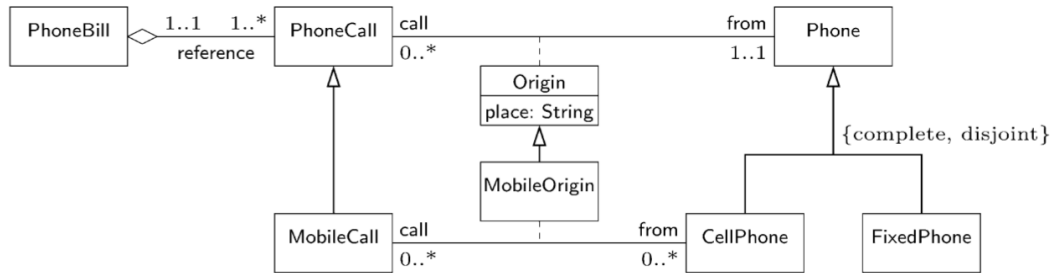 PhoneBill
1..1
1..*
reference
PhoneCall
call
0..*
from
1..1
Phone
Origin
place: String
{complete, disjoint}
MobileOrigin
MobileCall
call
0..*
from
0..*
CellPhone
FixedPhone